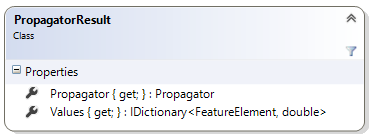 PropagatorResult
Class
Properties
Propagator { get; } : Propagator
Values { get; } : IDictionary<FeatureElement, double>